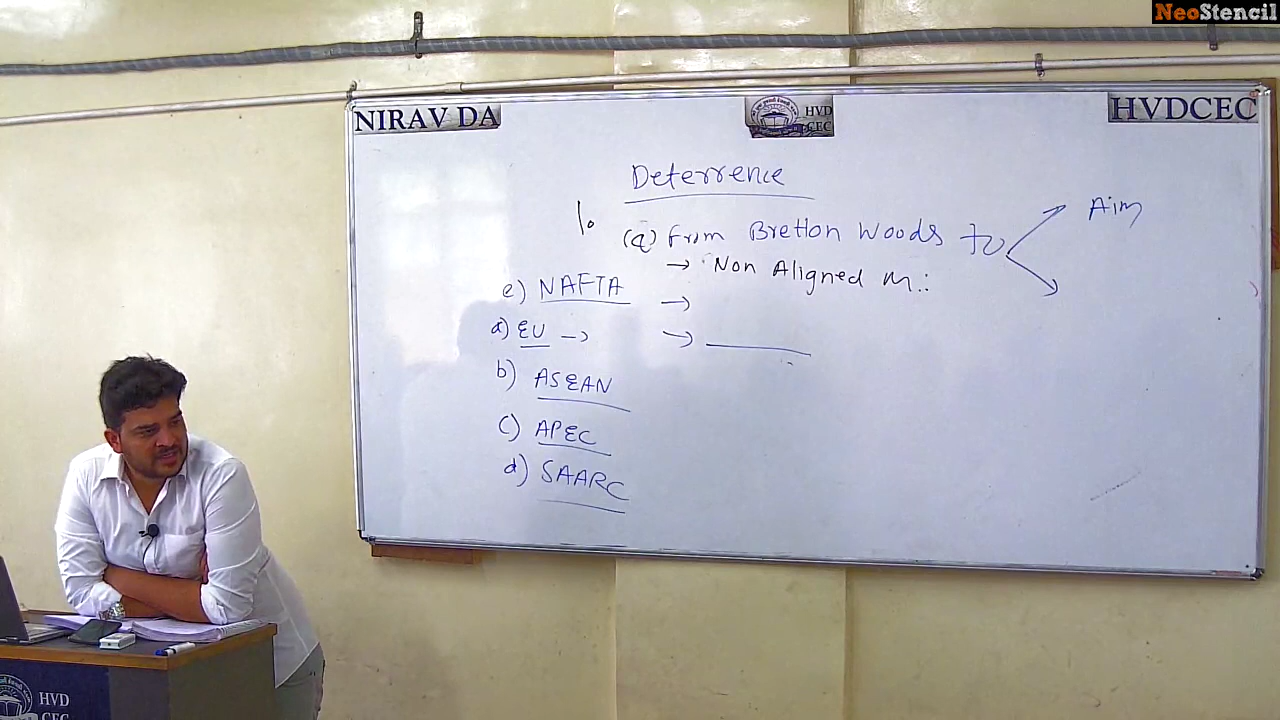 NeoStencil
NIRAV DA
HVD
CEC
HVDCEC
Deterrence
1.
(a) From Bretton Woods to
Aim
→ Non Aligned M.:
e) NAFTA →
a) EU → →
b) ASEAN
c) APEC
d) SAARC
HVD
CEC